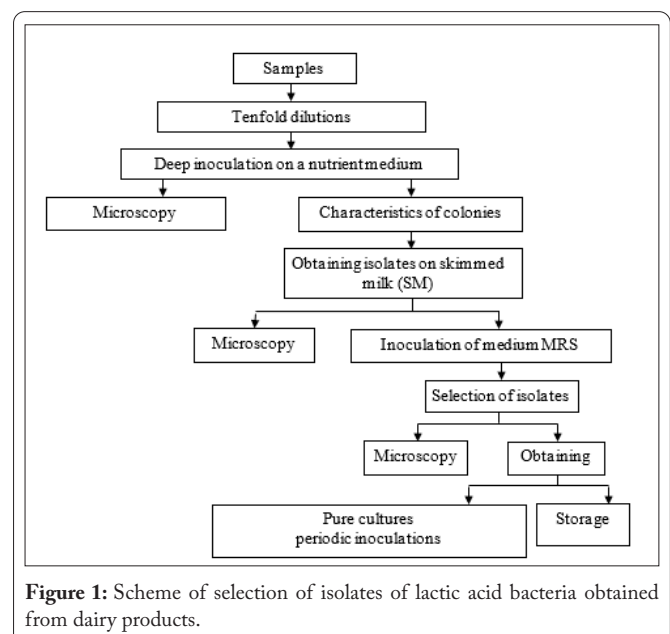 Samples
Tenfold dilutions
Deep inoculation on a nutrient medium
Microscopy
Characteristics of colonies
Obtaining isolates on skimmed
milk (SM)
Microscopy
Inoculation of medium MRS
Selection of isolates
Microscopy
Obtaining
Pure cultures
periodic inoculations
Storage
Figure 1: Scheme of selection of isolates of lactic acid bacteria obtained
from dairy products.